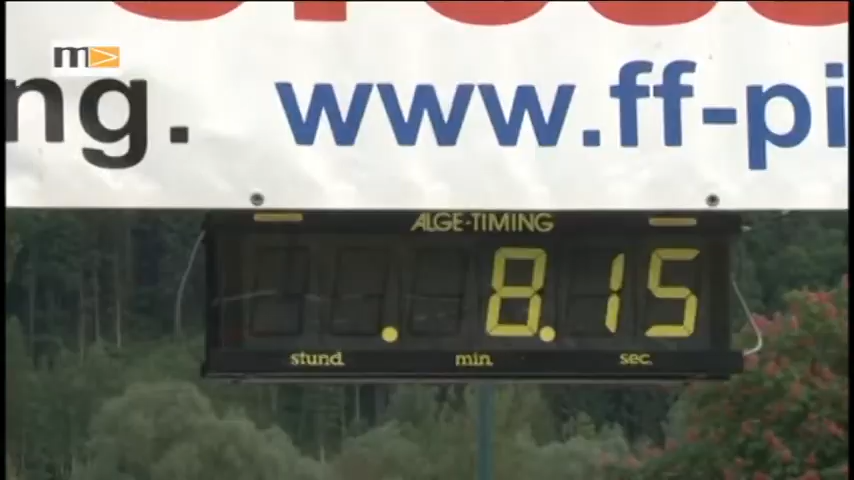 m
ng. www.ff-pi
ALGE-TIMING
. 8.15
stund. min. sec.